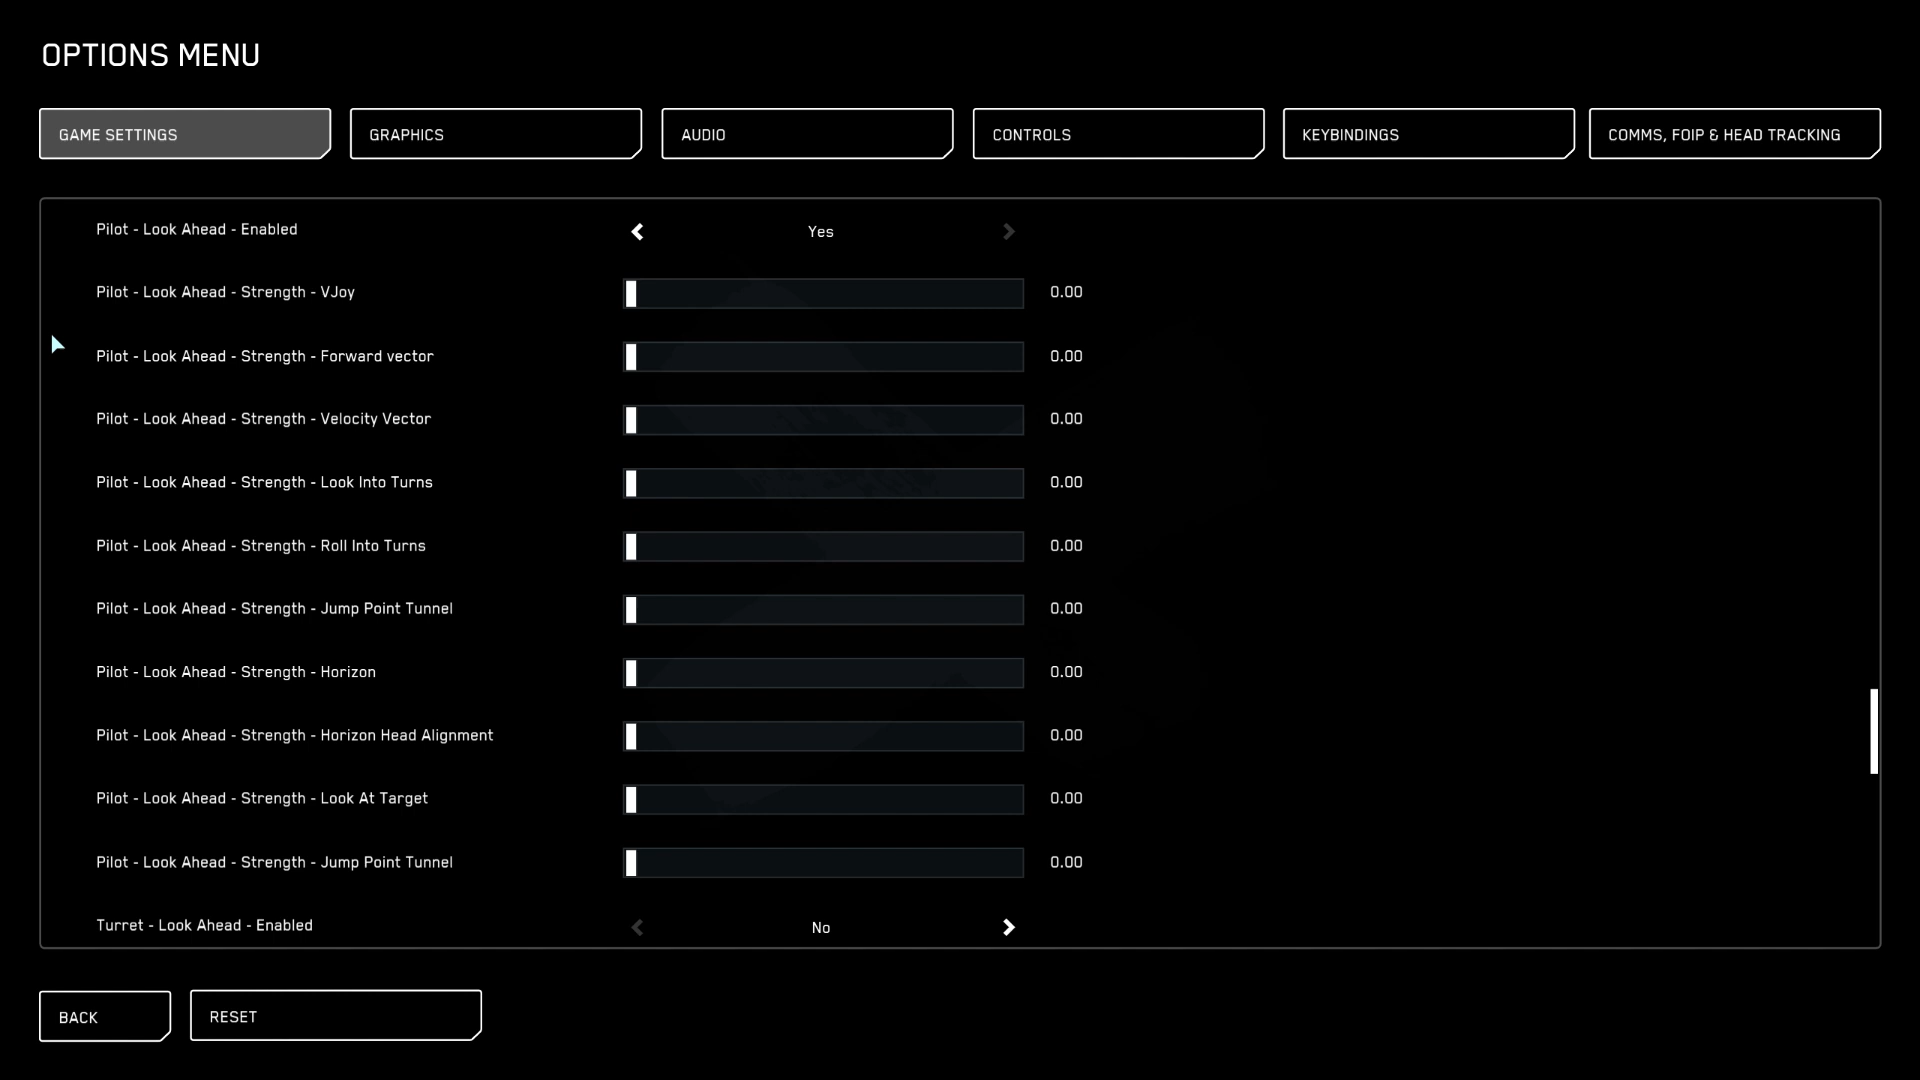 OPTIONS MENU
GAME SETTINGS
GRAPHICS
AUDIO
CONTROLS
KEYBINDINGS
COMMS, FOIP & HEAD TRACKING
Pilot - Look Ahead - Enabled
Yes
Pilot - Look Ahead - Strength - VJoy
0.00
Pilot - Look Ahead - Strength - Forward vector
0.00
Pilot - Look Ahead - Strength - Velocity Vector
0.00
Pilot - Look Ahead - Strength - Look Into Turns
0.00
Pilot - Look Ahead - Strength - Roll Into Turns
0.00
Pilot - Look Ahead - Strength - Jump Point Tunnel
0.00
Pilot - Look Ahead - Strength - Horizon
0.00
Pilot - Look Ahead - Strength - Horizon Head Alignment
0.00
Pilot - Look Ahead - Strength - Look At Target
0.00
Pilot - Look Ahead - Strength - Jump Point Tunnel
0.00
Turret - Look Ahead - Enabled
No
BACK
RESET